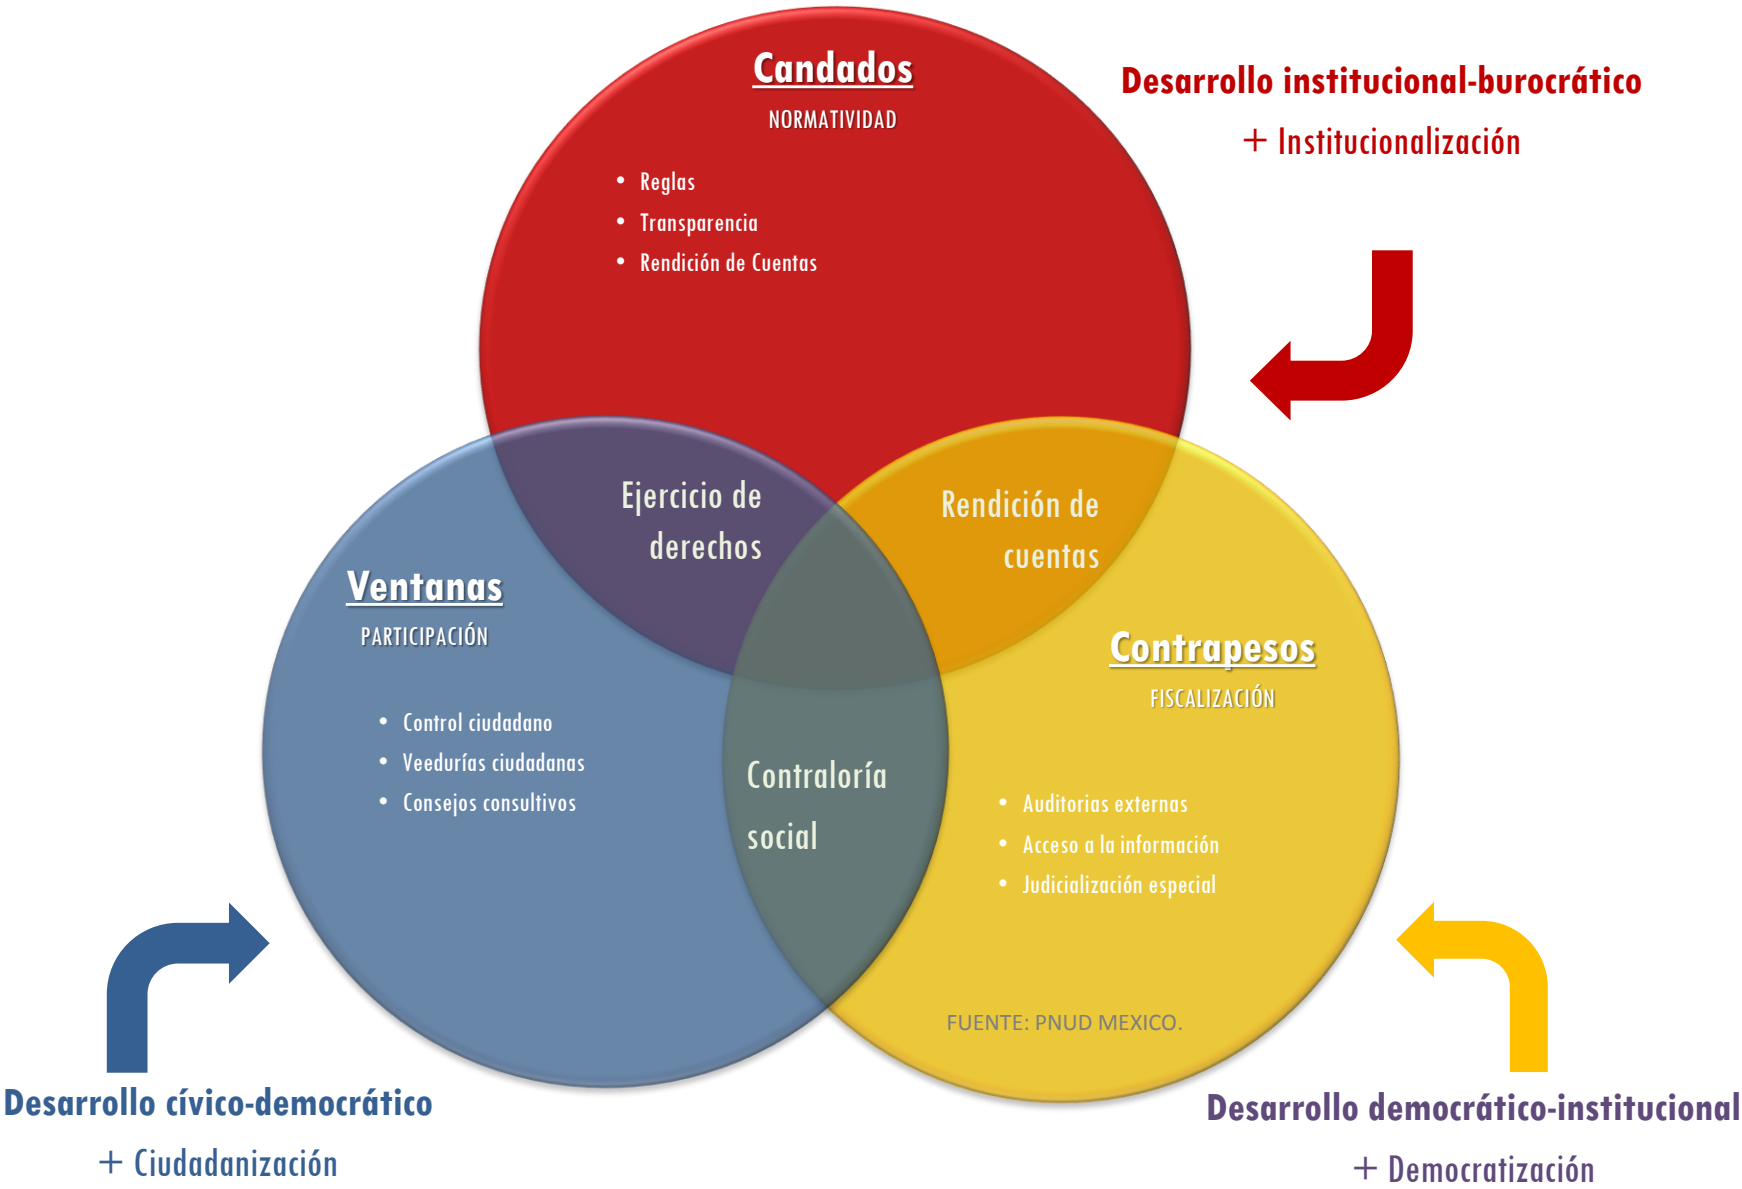 Candados
NORMATIVIDAD
• Reglas
• Transparencia
• Rendición de Cuentas
Desarrollo institucional-burocrático
+ Institucionalización
Ejercicio de
derechos
Rendición de
cuentas
Ventanas
PARTICIPACIÓN
• Control ciudadano
• Veedurías ciudadanas
• Consejos consultivos
Contrapesos
FISCALIZACIÓN
• Auditorias externas
• Acceso a la información
• Judicialización especial
Contraloría
social
FUENTE: PNUD MEXICO.
Desarrollo cívico-democrático
+ Ciudadanización
Desarrollo democrático-institucional
+ Democratización